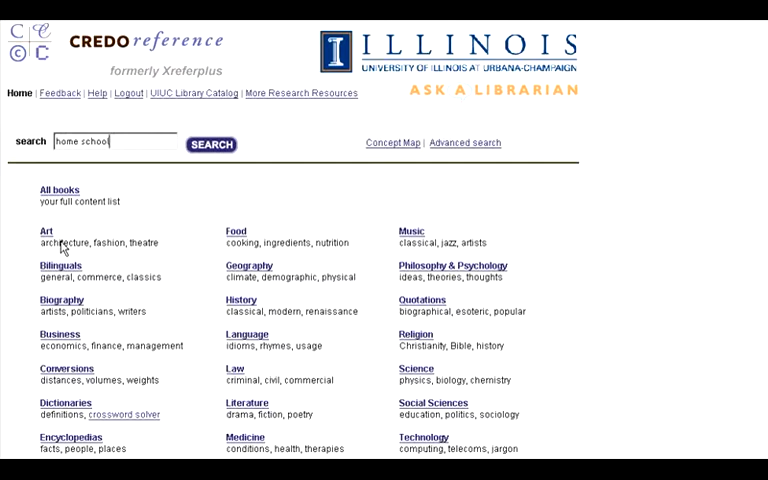 CREDO reference
ILLINOIS
UNIVERSITY OF ILLINOIS AT URBANA-CHAMPAIGN
formerly Xreferplus
Home | Feedback | Help | Logout | UIUC Library Catalog | More Research Resources
ASK A LIBRARIAN
search home school SEARCH Concept Map | Advanced search
All books
your full content list
Art Food Music
architecture, fashion, theatre cooking, ingredients, nutrition classical, jazz, artists
Bilinguals Geography Philosophy & Psychology
general, commerce, classics climate, demographic, physical ideas, theories, thoughts
Biography History Quotations
artists, politicians, writers classical, modern, renaissance biographical, esoteric, popular
Business Language Religion
economics, finance, management idioms, rhymes, usage Christianity, Bible, history
Conversions Law Science
distances, volumes, weights criminal, civil, commercial physics, biology, chemistry
Dictionaries Literature Social Sciences
definitions, crossword solver drama, fiction, poetry education, politics, sociology
Encyclopedias Medicine Technology
facts, people, places conditions, health, therapies computing, telecoms, jargon